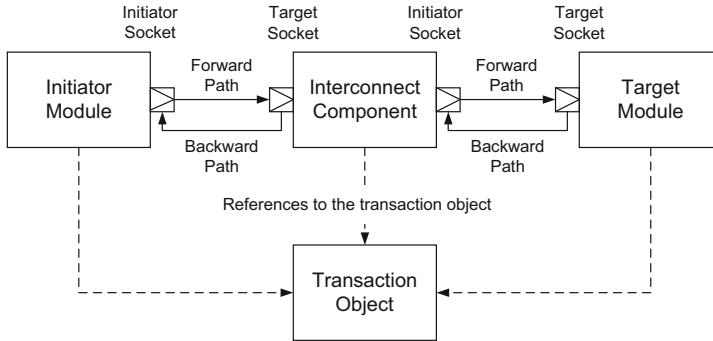 Initiator
Socket
Target
Socket
Initiator
Socket
Target
Socket
Initiator
Module
Forward
Path
Backward
Path
Interconnect
Component
Forward
Path
Backward
Path
Target
Module
References to the transaction object
Transaction
Object